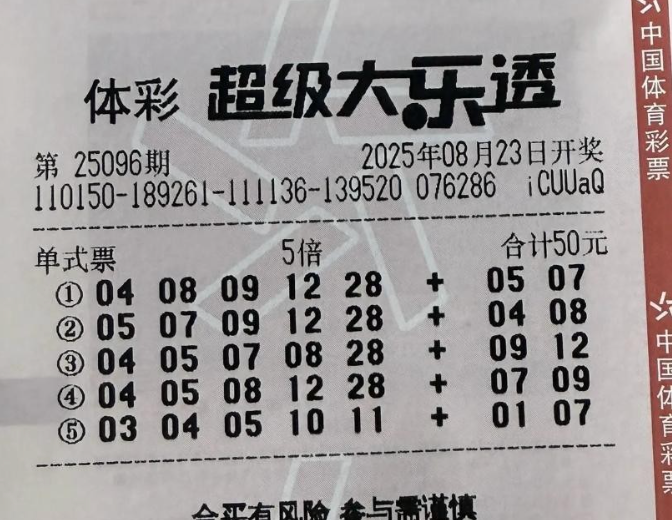 体彩 超级大乐透
第 25096期 2025年08月23日开奖
110150-189261-111136-139520 076286 iCUUaQ
单式票 5倍 合计50元
① 04 08 09 12 28 + 05 07
② 05 07 09 12 28 + 04 08
③ 04 05 07 08 28 + 09 12
④ 04 05 08 12 28 + 07 09
⑤ 03 04 05 10 11 + 01 07
参与需谨慎
中国体育彩票
中国体育彩票